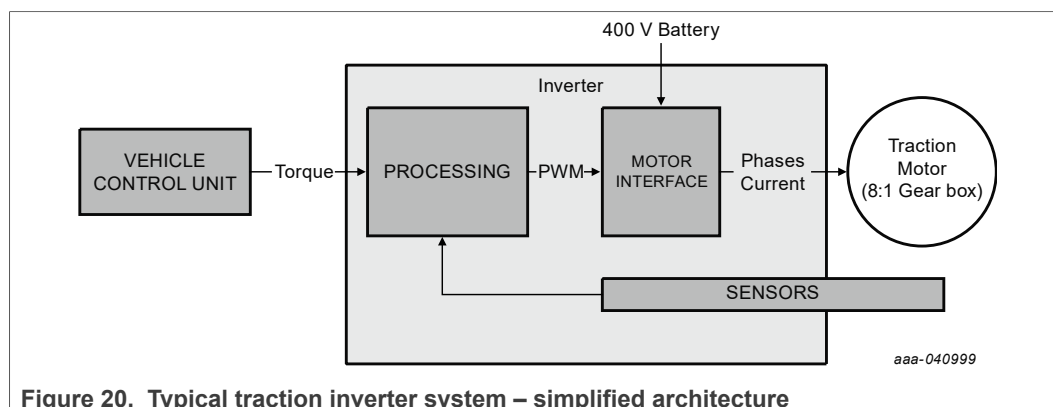 400 V Battery
Inverter
VEHICLE
CONTROL UNIT
Torque
PROCESSING
PWM
MOTOR
INTERFACE
Phases
Current
Traction
Motor
(8:1 Gear box)
SENSORS
aaa-040999
Figure 20. Typical traction inverter system – simplified architecture